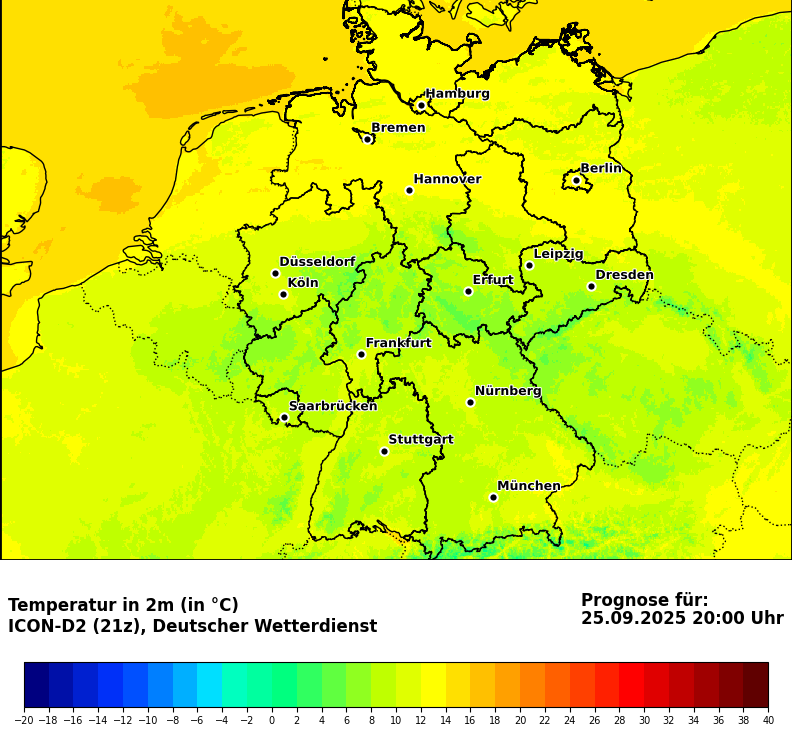 Hamburg
Bremen
Berlin
Hannover
Leipzig
Düsseldorf
Dresden
Köln
Erfurt
Frankfurt
Nürnberg
Saarbrücken
Stuttgart
München
Temperatur in 2m (in °C)
ICON-D2 (21z), Deutscher Wetterdienst
Prognose für:
25.09.2025 20:00 Uhr
−20 −18 −16 −14 −12 −10 −8 −6 −4 −2 0 2 4 6 8 10 12 14 16 18 20 22 24 26 28 30 32 34 36 38 40